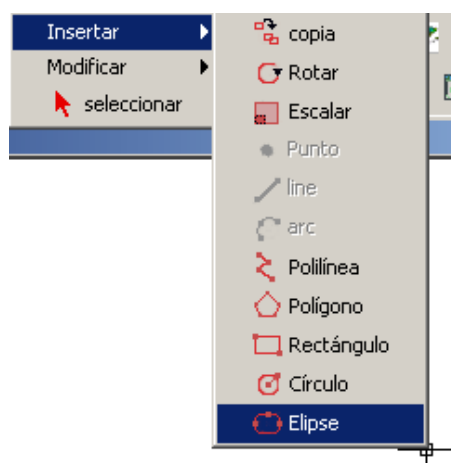 Insertar
Modificar
seleccionar
copia
Rotar
Escalar
Punto
line
arc
Polilínea
Polígono
Rectángulo
Círculo
Elipse